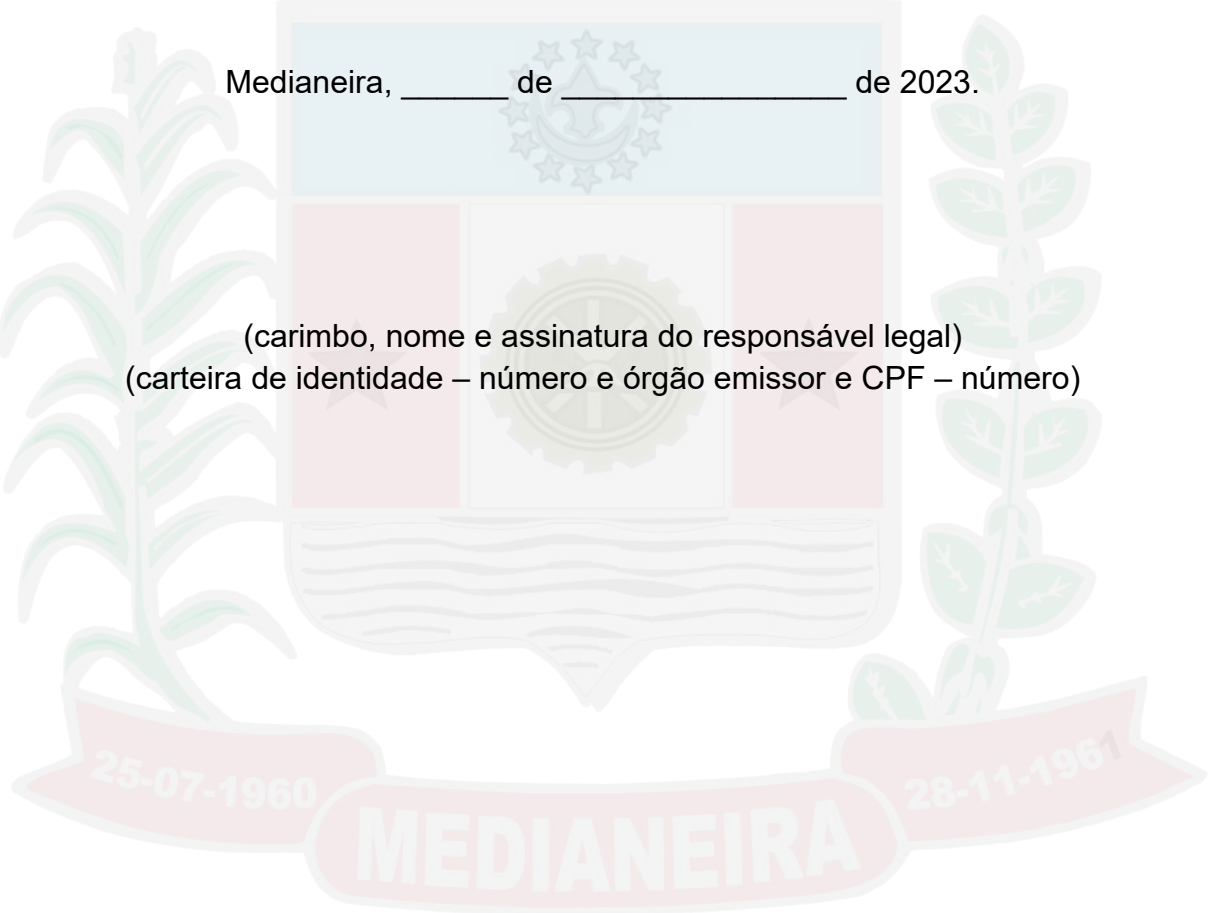 Medianeira, ______ de ________________ de 2023.
(carimbo, nome e assinatura do responsável legal)
(carteira de identidade – número e órgão emissor e CPF – número)
25-07-1960
28-11-1961
MEDIANEIRA